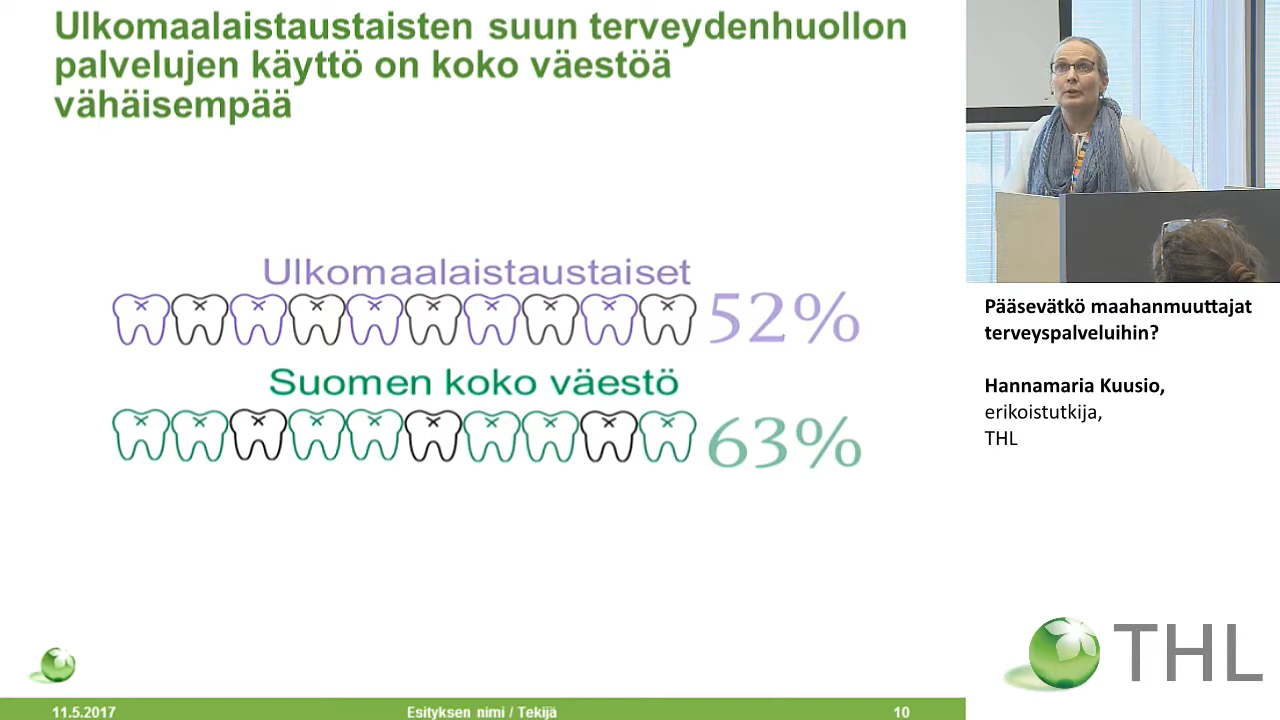 Ulkomaalaistaustaisten suun terveydenhuollon
palvelujen käyttö on koko väestöä
vähäisempää
Ulkomaalaistaustaiset
52%
Suomen koko väestö
63%
11.5.2017
Esityksen nimi / Tekijä
10
Pääsevätkö maahanmuuttajat
terveyspalveluihin?
Hannamaria Kuusio,
erikoistutkija,
THL
THL